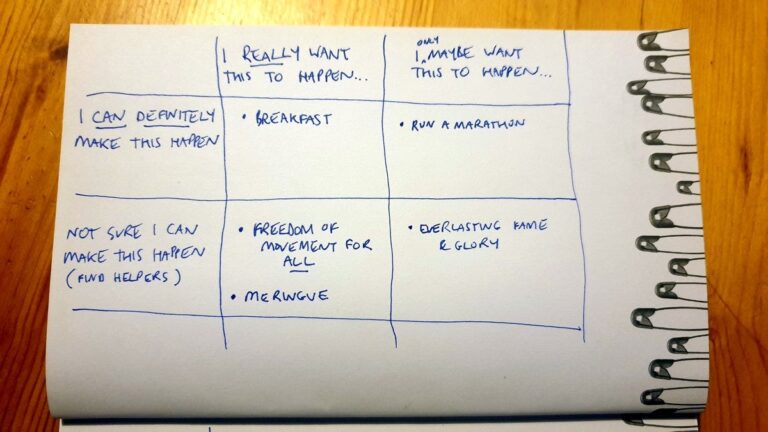 I REALLY WANT
THIS TO HAPPEN...
I ONLY MAYBE WANT
THIS TO HAPPEN...
I CAN DEFINITELY
MAKE THIS HAPPEN
• BREAKFAST
• RUN A MARATHON
NOT SURE I CAN
MAKE THIS HAPPEN
(FIND HELPERS)
• FREEDOM OF
MOVEMENT FOR
ALL
• MERINGUE
• EVERLASTING FAME
& GLORY